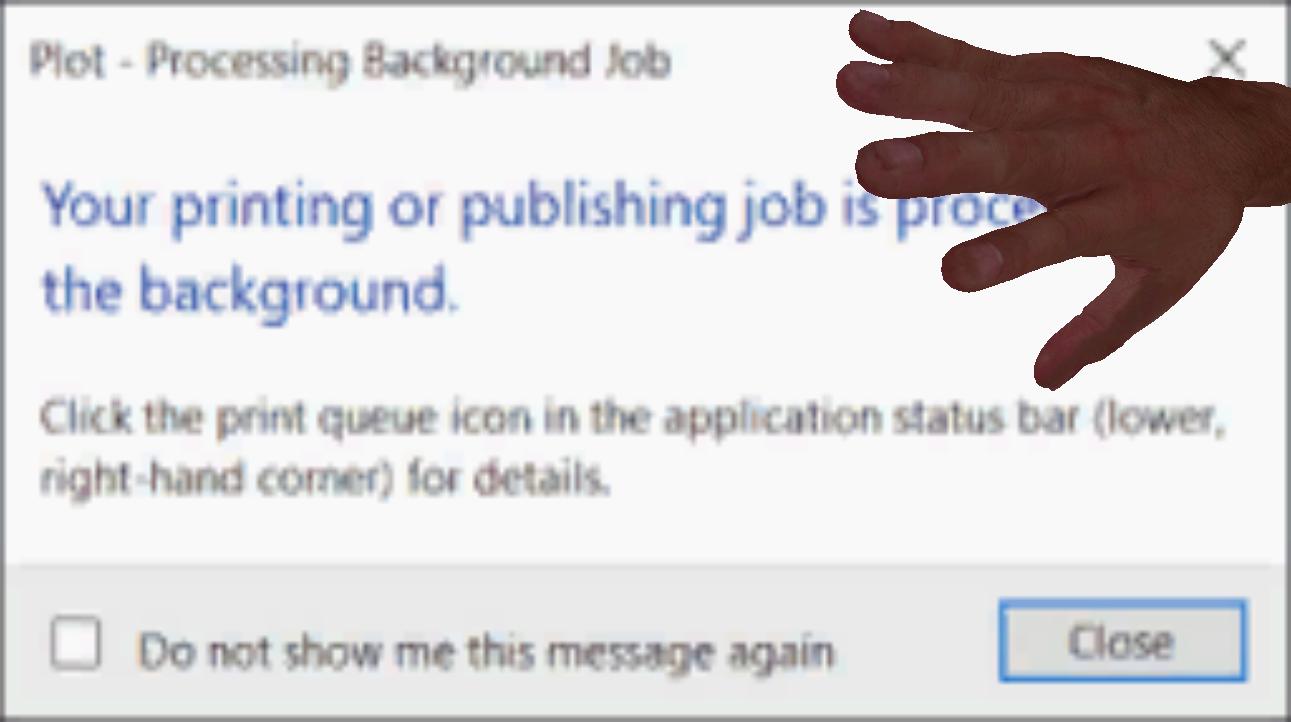 Plot - Processing Background Job
Your printing or publishing job is
the background.
Click the print queue icon in the application status bar (lower,
right-hand corner) for details.
Do not show me this message again
Close